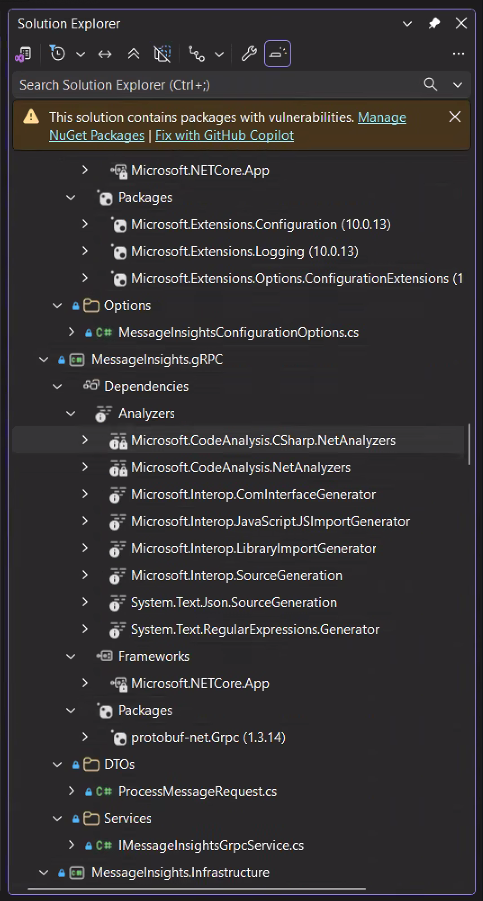 Solution Explorer
Search Solution Explorer (Ctrl+;)
This solution contains packages with vulnerabilities. Manage
NuGet Packages | Fix with GitHub Copilot
Microsoft.NETCore.App
Packages
Microsoft.Extensions.Configuration (10.0.13)
Microsoft.Extensions.Logging (10.0.13)
Microsoft.Extensions.Options.ConfigurationExtensions (1
Options
C# MessageInsightsConfigurationOptions.cs
MessageInsights.gRPC
Dependencies
Analyzers
Microsoft.CodeAnalysis.CSharp.NetAnalyzers
Microsoft.CodeAnalysis.NetAnalyzers
Microsoft.Interop.ComInterfaceGenerator
Microsoft.Interop.JavaScript.JSImportGenerator
Microsoft.Interop.LibraryImportGenerator
Microsoft.Interop.SourceGeneration
System.Text.Json.SourceGeneration
System.Text.RegularExpressions.Generator
Frameworks
Microsoft.NETCore.App
Packages
protobuf-net.Grpc (1.3.14)
DTOs
C# ProcessMessageRequest.cs
Services
C# IMessageInsightsGrpcService.cs
MessageInsights.Infrastructure